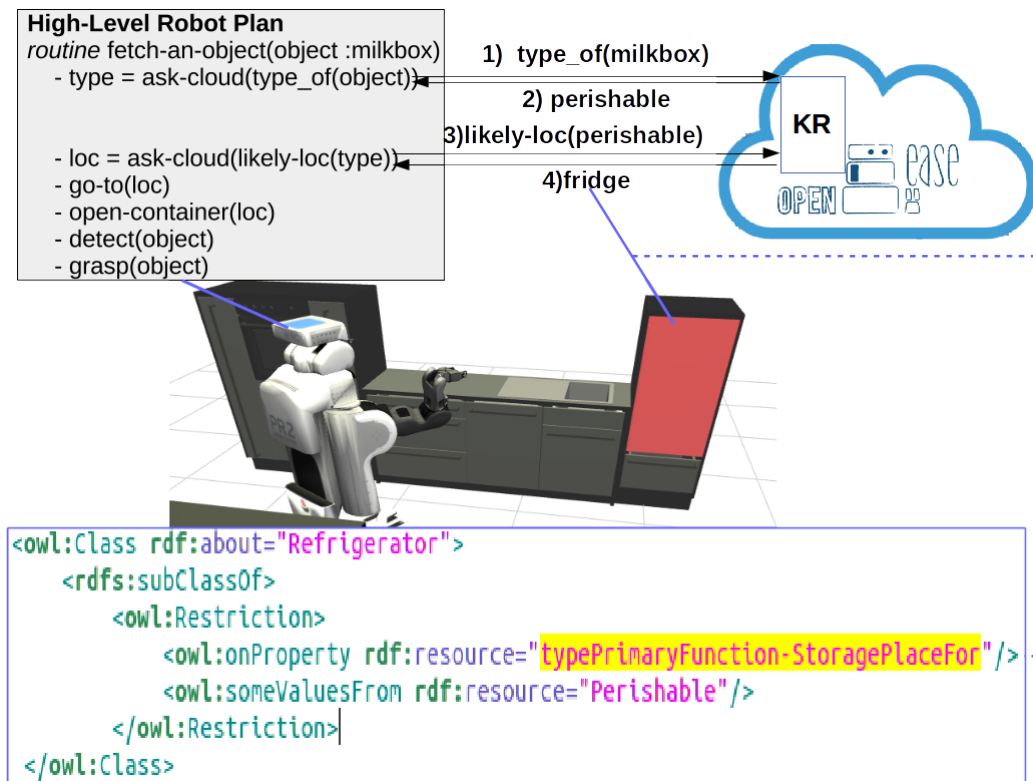 High-Level Robot Plan
routine fetch-an-object(object :milkbox)
- type = ask-cloud(type_of(object))
- loc = ask-cloud(likely-loc(type))
- go-to(loc)
- open-container(loc)
- detect(object)
- grasp(object)
1) type_of(milkbox)
2) perishable
3)likely-loc(perishable)
4)fridge
KR
OPEN ease
PR2
<owl:Class rdf:about="Refrigerator">
<rdfs:subClassOf>
<owl:Restriction>
<owl:onProperty rdf:resource="typePrimaryFunction-StoragePlaceFor"/>
<owl:someValuesFrom rdf:resource="Perishable"/>
</owl:Restriction>
</owl:Class>